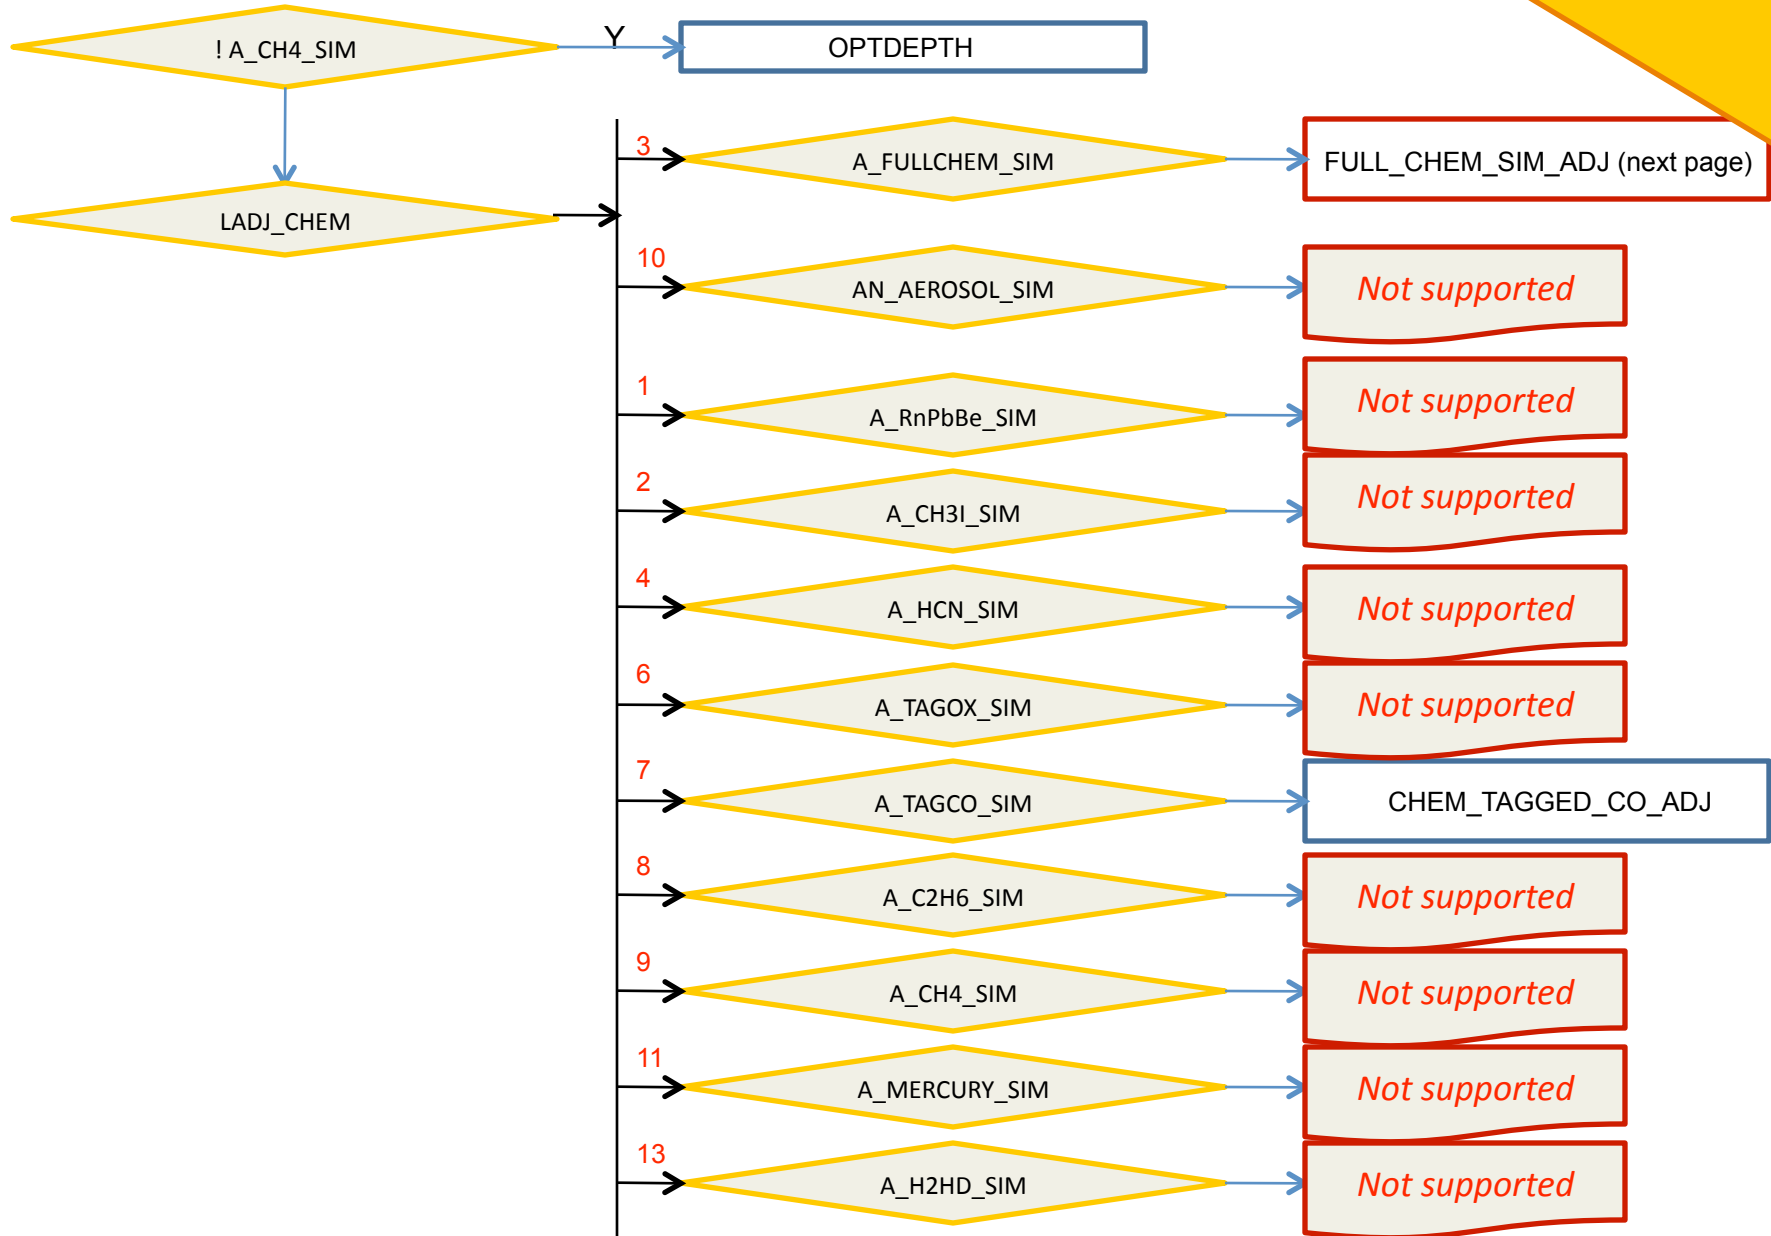 ! A_CH4_SIM
Y
OPTDEPTH
LADJ_CHEM
3
A_FULLCHEM_SIM
FULL_CHEM_SIM_ADJ (next page)
10
AN_AEROSOL_SIM
Not supported
1
A_RnPbBe_SIM
Not supported
2
A_CH3I_SIM
Not supported
4
A_HCN_SIM
Not supported
6
A_TAGOX_SIM
Not supported
7
A_TAGCO_SIM
CHEM_TAGGED_CO_ADJ
8
A_C2H6_SIM
Not supported
9
A_CH4_SIM
Not supported
11
A_MERCURY_SIM
Not supported
13
A_H2HD_SIM
Not supported